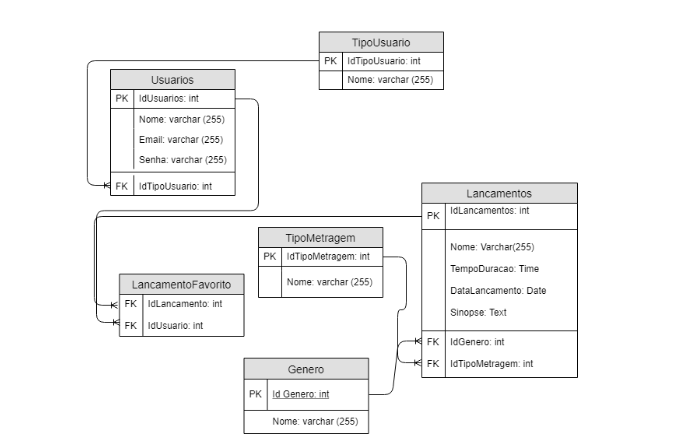 TipoUsuario
PK IdTipoUsuario: int
Nome: varchar (255)
Usuarios
PK IdUsuarios: int
Nome: varchar (255)
Email: varchar (255)
Senha: varchar (255)
FK IdTipoUsuario: int
Lancamentos
PK IdLancamentos: int
Nome: Varchar(255)
TempoDuracao: Time
DataLancamento: Date
Sinopse: Text
FK IdGenero: int
FK IdTipoMetragem: int
TipoMetragem
PK IdTipoMetragem: int
Nome: varchar (255)
LancamentoFavorito
FK IdLancamento: int
FK IdUsuario: int
Genero
PK Id Genero: int
Nome: varchar (255)